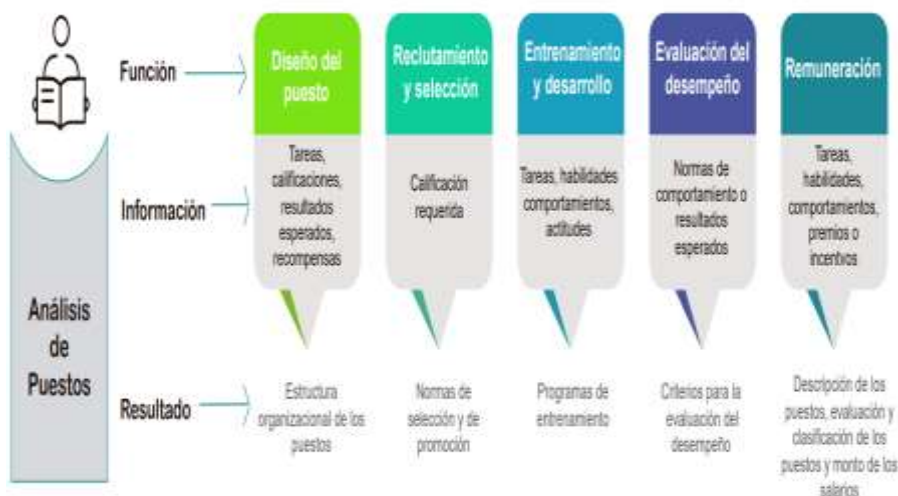 Función
Diseño del
puesto
Reclutamiento
y selección
Entrenamiento
y desarrollo
Evaluación del
desempeño
Remuneración
Información
Tareas,
calificaciones,
resultados
esperados,
recompensas
Calificación
requerida
Tareas, habilidades
comportamientos,
actitudes
Normas de
comportamiento o
resultados
esperados
Tareas,
habilidades,
comportamientos,
premios o
incentivos
Análisis
de
Puestos
Resultado
Estructura
organizacional de los
puestos
Normas de
selección y de
promoción
Programas de
entrenamiento
Criterios para la
evaluación del
desempeño
Descripción de los
puestos, evaluación y
clasificación de los
puestos y monto de los
salarios